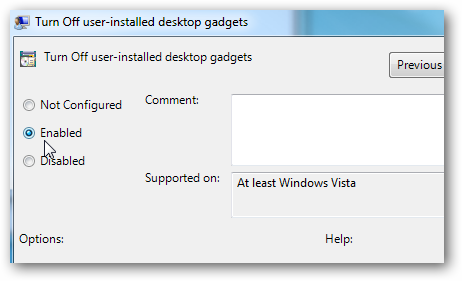 Turn Off user-installed desktop gadgets
Turn Off user-installed desktop gadgets
Previous
Not Configured
Comment:
Enabled
Disabled
Supported on:
At least Windows Vista
Options:
Help: